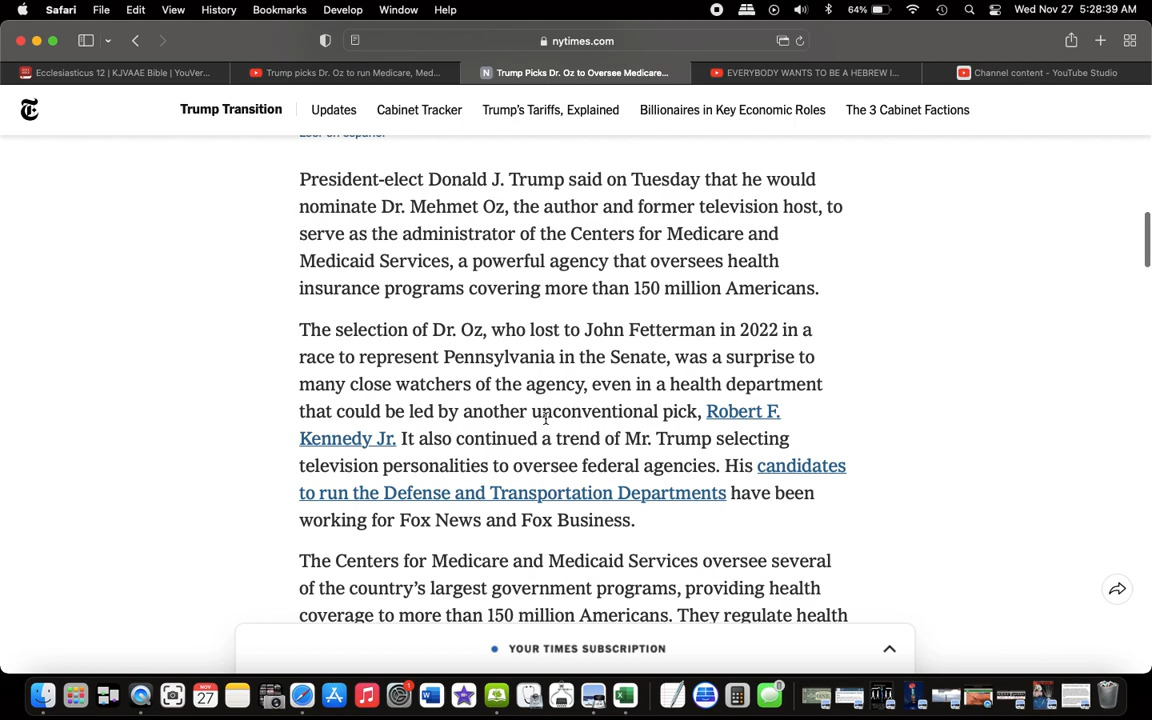 Safari File Edit View History Bookmarks Develop Window Help 64% Wed Nov 27 5:28:39 AM
nytimes.com
Ecclesiasticus 12 | KJVAAE Bible | YouVer... Trump picks Dr. Oz to run Medicare, Med... Trump Picks Dr. Oz to Oversee Medicare... EVERYBODY WANTS TO BE A HEBREW I... Channel content - YouTube Studio
Trump Transition Updates Cabinet Tracker Trump's Tariffs, Explained Billionaires in Key Economic Roles The 3 Cabinet Factions
President-elect Donald J. Trump said on Tuesday that he would
nominate Dr. Mehmet Oz, the author and former television host, to
serve as the administrator of the Centers for Medicare and
Medicaid Services, a powerful agency that oversees health
insurance programs covering more than 150 million Americans.
The selection of Dr. Oz, who lost to John Fetterman in 2022 in a
race to represent Pennsylvania in the Senate, was a surprise to
many close watchers of the agency, even in a health department
that could be led by another unconventional pick, Robert F.
Kennedy Jr. It also continued a trend of Mr. Trump selecting
television personalities to oversee federal agencies. His candidates
to run the Defense and Transportation Departments have been
working for Fox News and Fox Business.
The Centers for Medicare and Medicaid Services oversee several
of the country's largest government programs, providing health
coverage to more than 150 million Americans. They regulate health
YOUR TIMES SUBSCRIPTION